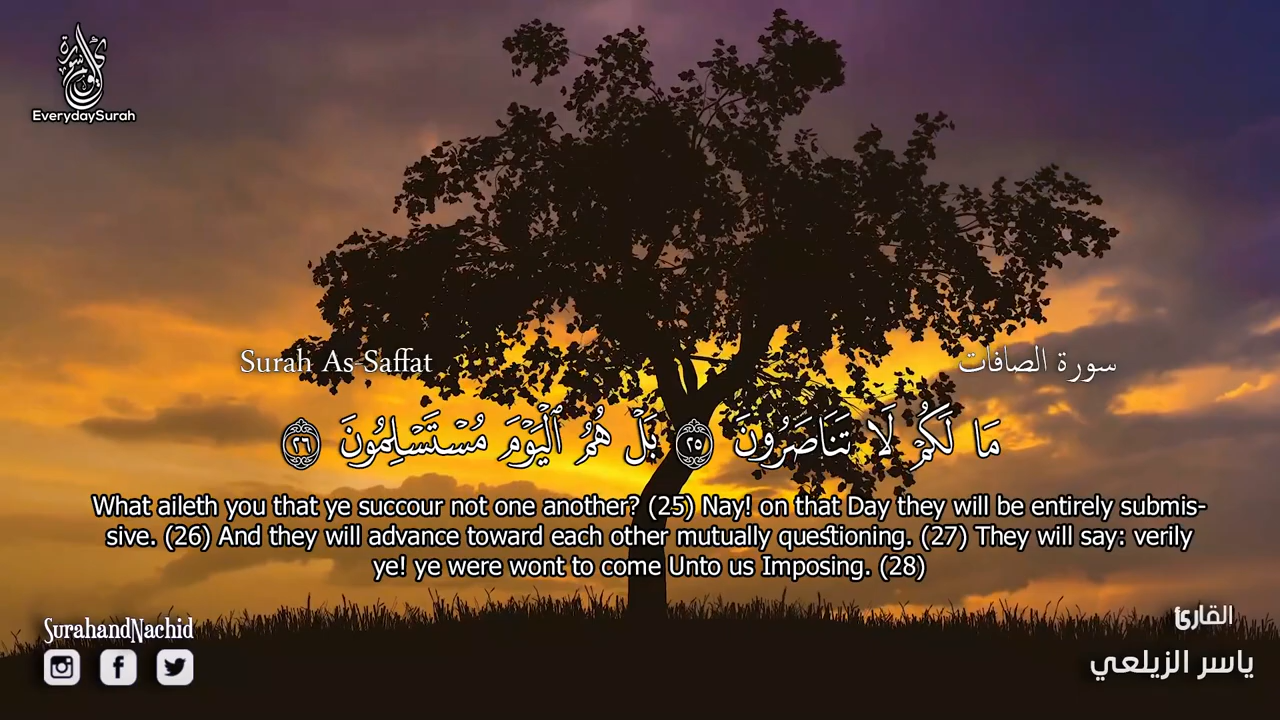 كل يوم سورة
EverydaySurah
Surah As-Saffat
سورة الصافات
مَا لَكُمْ لَا تَنَاصَرُونَ ٢٥ بَلْ هُمُ ٱلْيَوْمَ مُسْتَسْلِمُونَ ٢٦
What aileth you that ye succour not one another? (25) Nay! on that Day they will be entirely submis-
sive. (26) And they will advance toward each other mutually questioning. (27) They will say: verily
ye! ye were wont to come Unto us Imposing. (28)
SurahandNachid
القارئ
ياسر الزيلعي